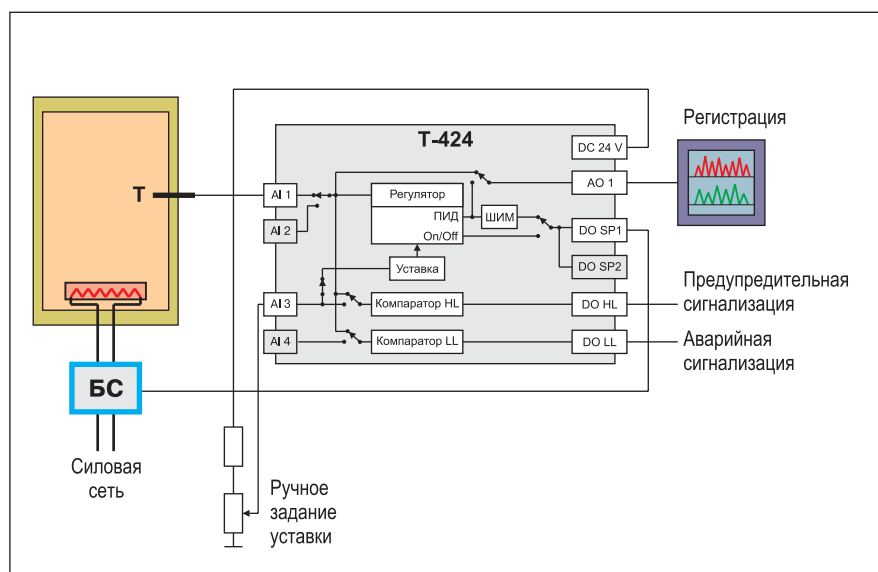 Т-424
DC 24 V
Регистрация
Т
AI 1
Регулятор
AO 1
AI 2
ПИД
ШИМ
On/Off
DO SP1
Уставка
DO SP2
AI 3
Компаратор HL
DO HL
Предупредительная
сигнализация
AI 4
Компаратор LL
DO LL
Аварийная
сигнализация
БС
Силовая
сеть
Ручное
задание
уставки